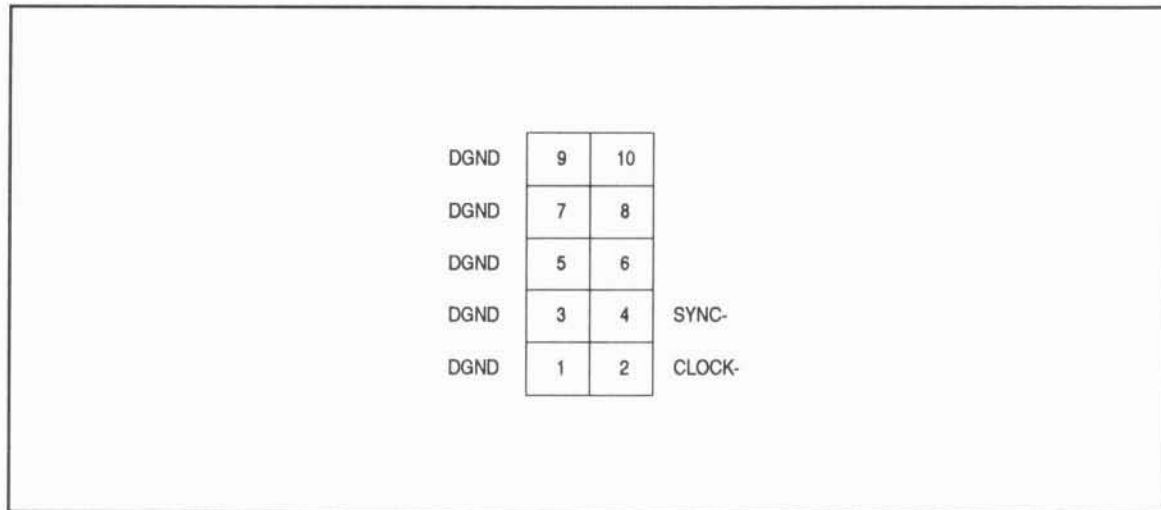 DGND 9 10
DGND 7 8
DGND 5 6
DGND 3 4 SYNC-
DGND 1 2 CLOCK-